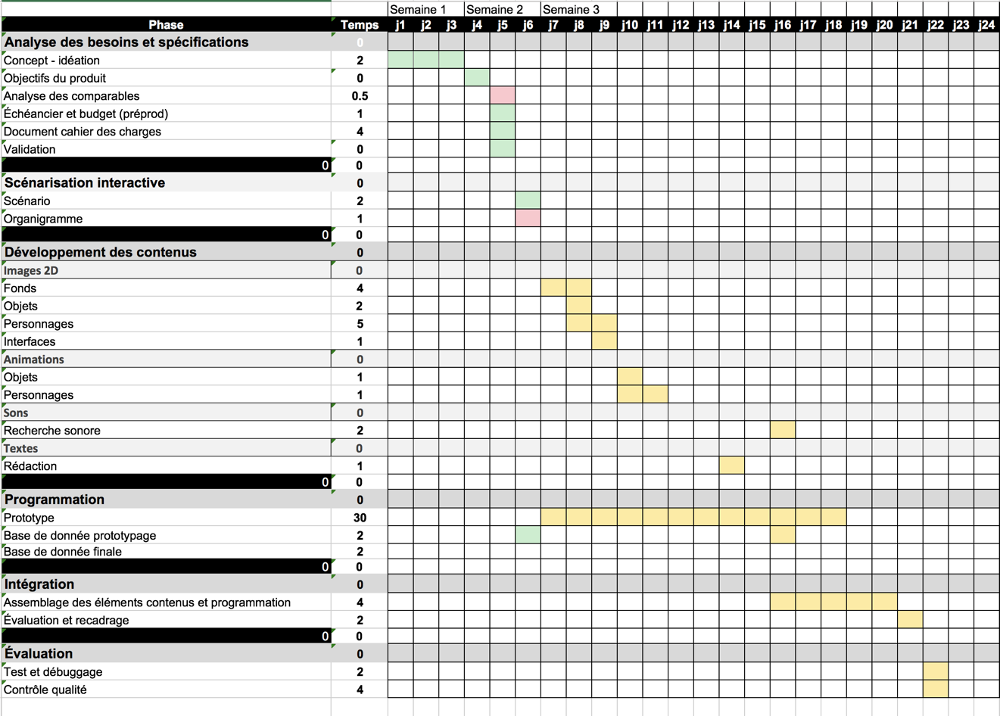 Semaine 1 Semaine 2 Semaine 3
Phase Temps j1 j2 j3 j4 j5 j6 j7 j8 j9 j10 j11 j12 j13 j14 j15 j16 j17 j18 j19 j20 j21 j22 j23 j24
Analyse des besoins et spécifications 0
Concept - idéation 2
Objectifs du produit 0
Analyse des comparables 0.5
Échéancier et budget (préprod) 1
Document cahier des charges 4
Validation 0
0 0
Scénarisation interactive 0
Scénario 2
Organigramme 1
0 0
Développement des contenus 0
Images 2D 0
Fonds 4
Objets 2
Personnages 5
Interfaces 1
Animations 0
Objets 1
Personnages 1
Sons 0
Recherche sonore 2
Textes 0
Rédaction 1
0 0
Programmation 0
Prototype 30
Base de donnée prototypage 2
Base de donnée finale 2
0 0
Intégration 0
Assemblage des éléments contenus et programmation 4
Évaluation et recadrage 2
0 0
Évaluation 0
Test et débuggage 2
Contrôle qualité 4